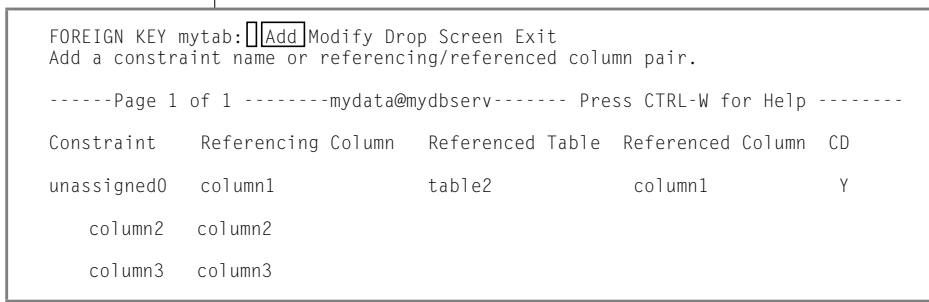 FOREIGN KEY mytab: Add Modify Drop Screen Exit
Add a constraint name or referencing/referenced column pair.
------Page 1 of 1 --------mydata@mydbserv------- Press CTRL-W for Help --------
Constraint Referencing Column Referenced Table Referenced Column CD
unassigned0 column1 table2 column1 Y
column2 column2
column3 column3